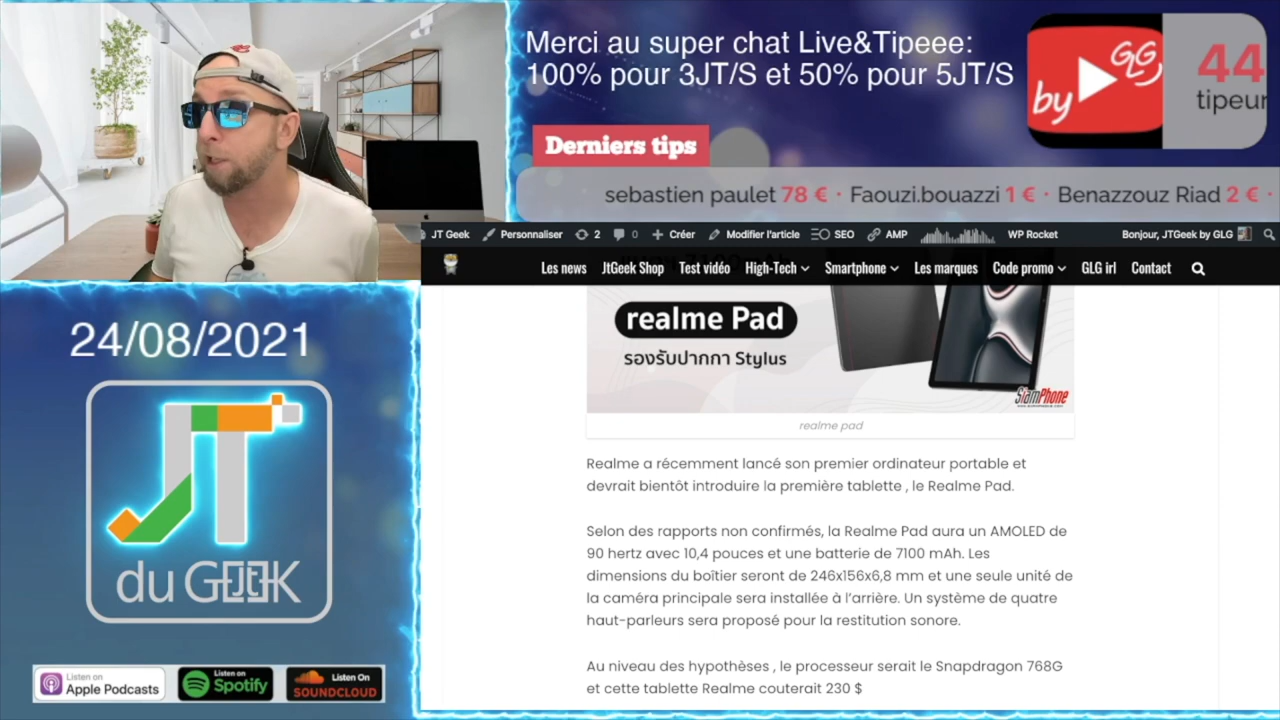 Merci au super chat Live&Tipeee:
100% pour 3JT/S et 50% pour 5JT/S
by GLG
44
tipeur
Derniers tips
sebastien paulet 78 € · Faouzi.bouazzi 1 € · Benazzouz Riad 2 € ·
JT Geek Personnaliser 2 0 Créer Modifier l'article SEO AMP WP Rocket Bonjour, JTGeek by GLG
Les news JtGeek Shop Test vidéo High-Tech Smartphone Les marques Code promo GLG irl Contact
24/08/2021
JT
du GEEK
Listen on
Apple Podcasts
Listen on
Spotify
Listen On
SOUNDCLOUD
realme Pad
รองรับปากกา Stylus
SiamPhone
realme pad
Realme a récemment lancé son premier ordinateur portable et
devrait bientôt introduire la première tablette , le Realme Pad.
Selon des rapports non confirmés, la Realme Pad aura un AMOLED de
90 hertz avec 10,4 pouces et une batterie de 7100 mAh. Les
dimensions du boîtier seront de 246x156x6,8 mm et une seule unité de
la caméra principale sera installée à l'arrière. Un système de quatre
haut-parleurs sera proposé pour la restitution sonore.
Au niveau des hypothèses , le processeur serait le Snapdragon 768G
et cette tablette Realme couterait 230 $